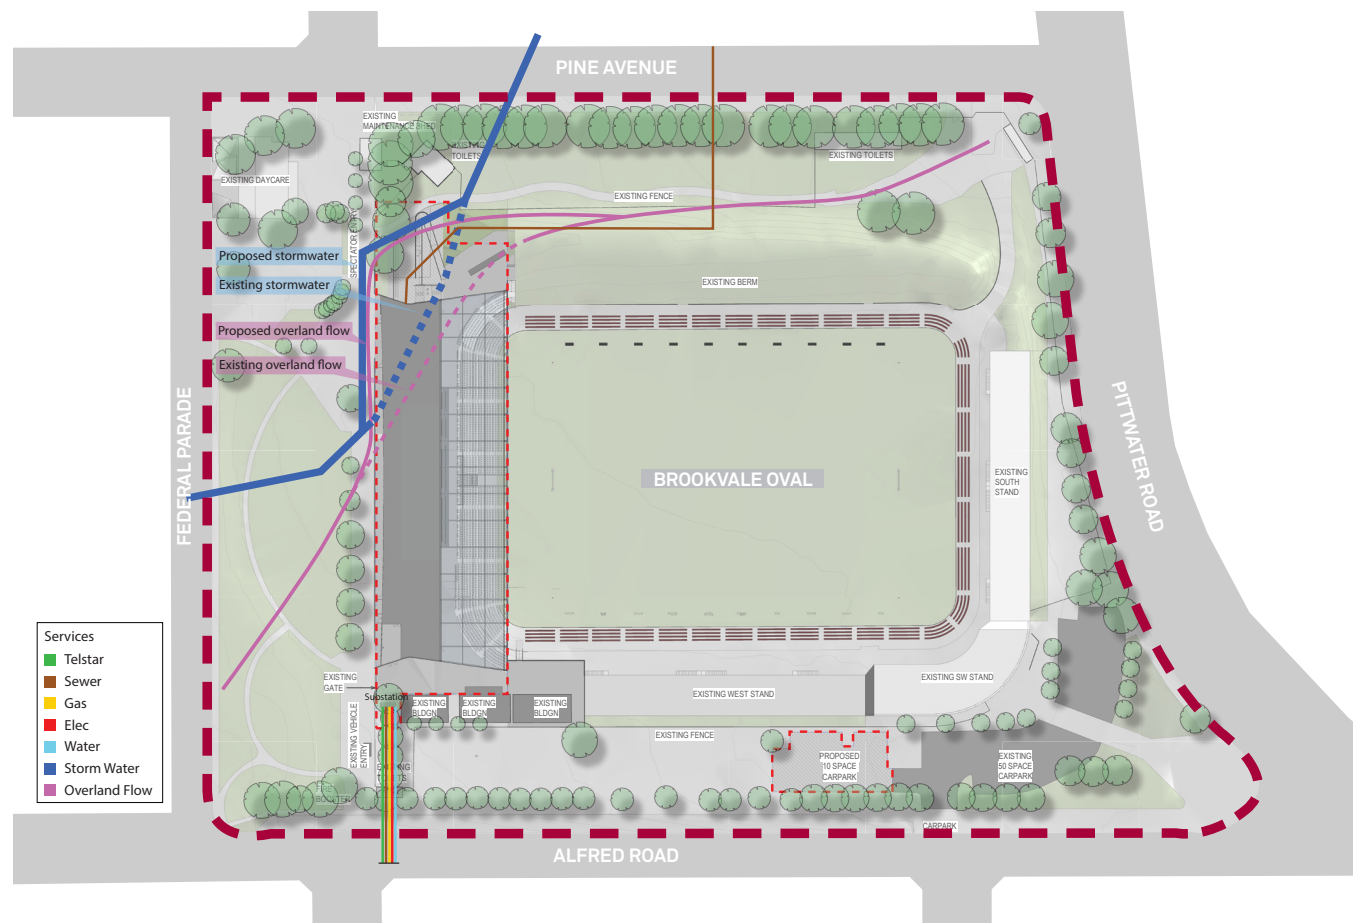 PINE AVENUE
EXISTING
MAINTENANCE SHED
EXISTING
TOILETS
EXISTING TOILETS
EXISTING DAYCARE
EXISTING FENCE
SPECTATOR ENTRY
Proposed stormwater
Existing stormwater
EXISTING BERM
Proposed overland flow
Existing overland flow
FEDERAL PARADE
PITTWATER ROAD
BROOKVALE OVAL
EXISTING
SOUTH
STAND
Services
Telstar
Sewer
Gas
Elec
Water
Storm Water
Overland Flow
EXISTING
GATE
Substation
EXISTING
BLDGN
EXISTING
BLDGN
EXISTING
BLDGN
EXISTING WEST STAND
EXISTING SW STAND
EXISTING VEHICLE
ENTRY
EXISTING FENCE
PROPOSED
10 SPACE
CARPARK
EXISTING
50 SPACE
CARPARK
CARPARK
ALFRED ROAD